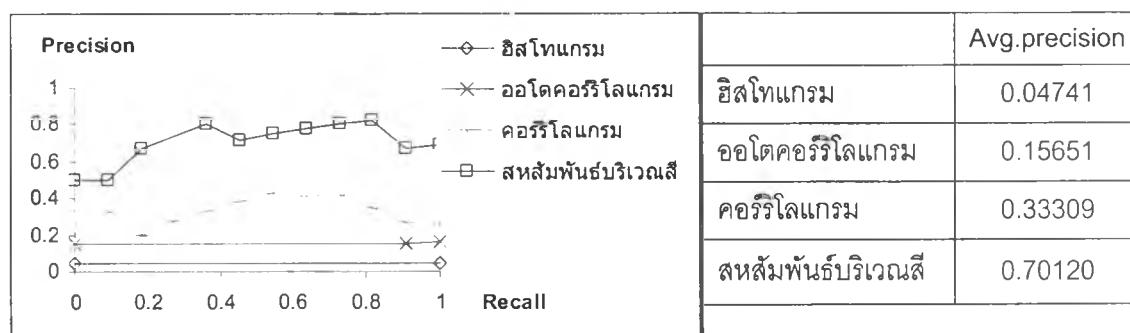 Precision
1
0.8
0.6
0.4
0.2
0
0 0.2 0.4 0.6 0.8 1
Recall
ฮิสโทแกรม
ออโตคอร์ริโลแกรม
คอร์ริโลแกรม
สหสัมพันธ์บริเวณสี
Avg.precision
ฮิสโทแกรม 0.04741
ออโตคอร์ริโลแกรม 0.15651
คอร์ริโลแกรม 0.33309
สหสัมพันธ์บริเวณสี 0.70120